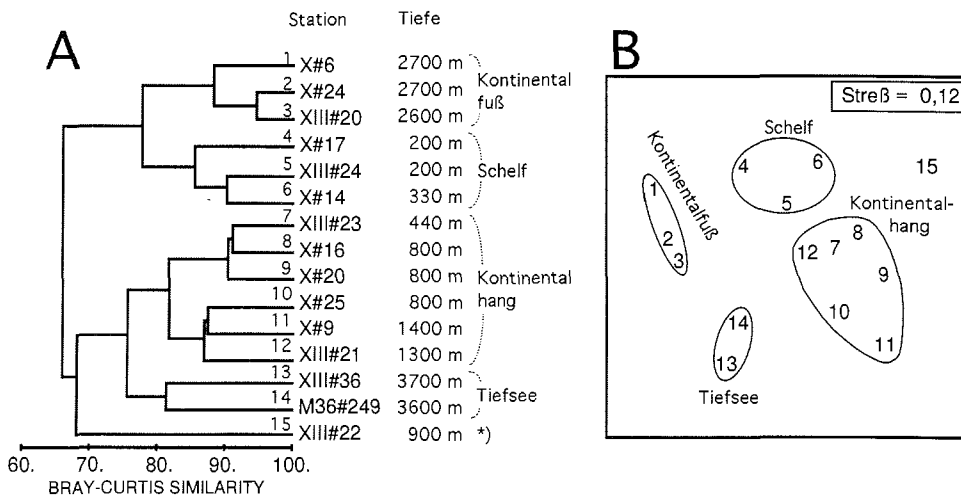 A
Station Tiefe
1 X#6 2700 m
2 X#24 2700 m
3 XIII#20 2600 m
Kontinental
fuß
4 X#17 200 m
5 XIII#24 200 m
6 X#14 330 m
Schelf
7 XIII#23 440 m
8 X#16 800 m
9 X#20 800 m
10 X#25 800 m
11 X#9 1400 m
12 XIII#21 1300 m
Kontinental
hang
13 XIII#36 3700 m
14 M36#249 3600 m
Tiefsee
15 XIII#22 900 m *)
60. 70. 80. 90. 100.
BRAY-CURTIS SIMILARITY
B
Streß = 0,12
Schelf
4 6
5
15
Kontinentalfuß
1
2
3
Kontinental-
hang
8
12 7
9
10
11
14
13
Tiefsee